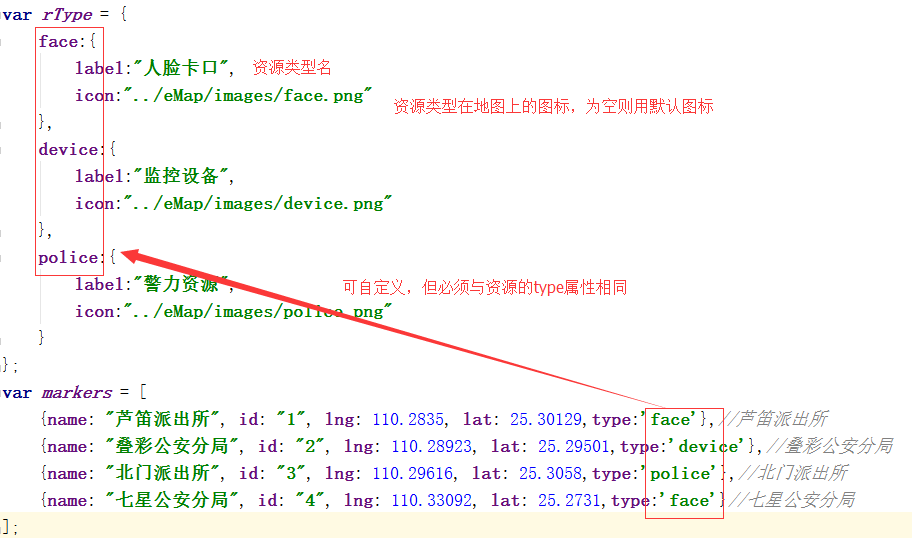 var rType = {
face:{
label:"人脸卡口", 资源类型名
icon:"../eMap/images/face.png"
资源类型在地图上的图标，为空则用默认图标
},
device:{
label:"监控设备",
icon:"../eMap/images/device.png"
},
police:{
label:"警力资源",
可自定义，但必须与资源的type属性相同
icon:"../eMap/images/police.png"
}
};
var markers = [
{name: "芦笛派出所", id: "1", lng: 110.2835, lat: 25.30129,type:'face'},//芦笛派出所
{name: "叠彩公安分局", id: "2", lng: 110.28923, lat: 25.29501,type:'device'},//叠彩公安分局
{name: "北门派出所", id: "3", lng: 110.29616, lat: 25.3058,type:'police'},//北门派出所
{name: "七星公安分局", id: "4", lng: 110.33092, lat: 25.2731,type:'face'}//七星公安分局
];